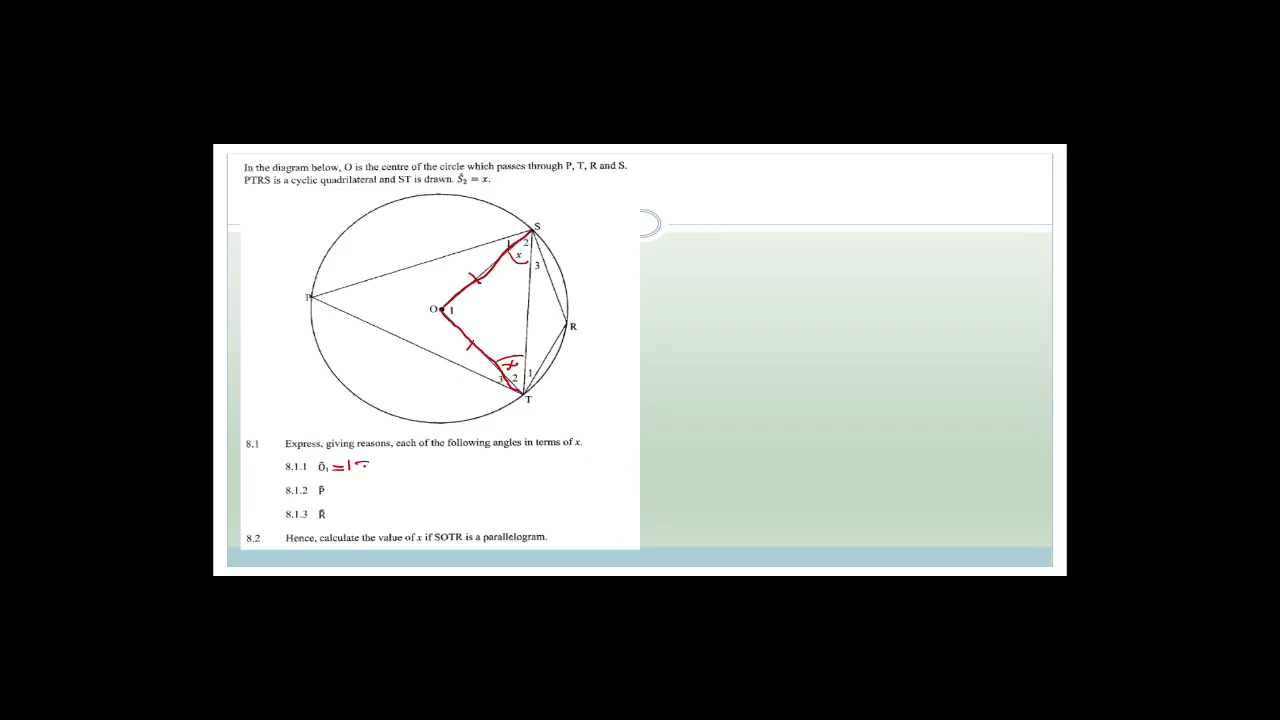 In the diagram below, O is the centre of the circle which passes through P, T, R and S.
PTRS is a cyclic quadrilateral and ST is drawn. Ŝ₂ = x.
S
1 2
x
3
P
O 1
R
x
3 2 1
T
8.1 Express, giving reasons, each of the following angles in terms of x.
8.1.1 Ô₁ = 1
8.1.2 P̂
8.1.3 R̂
8.2 Hence, calculate the value of x if SOTR is a parallelogram.